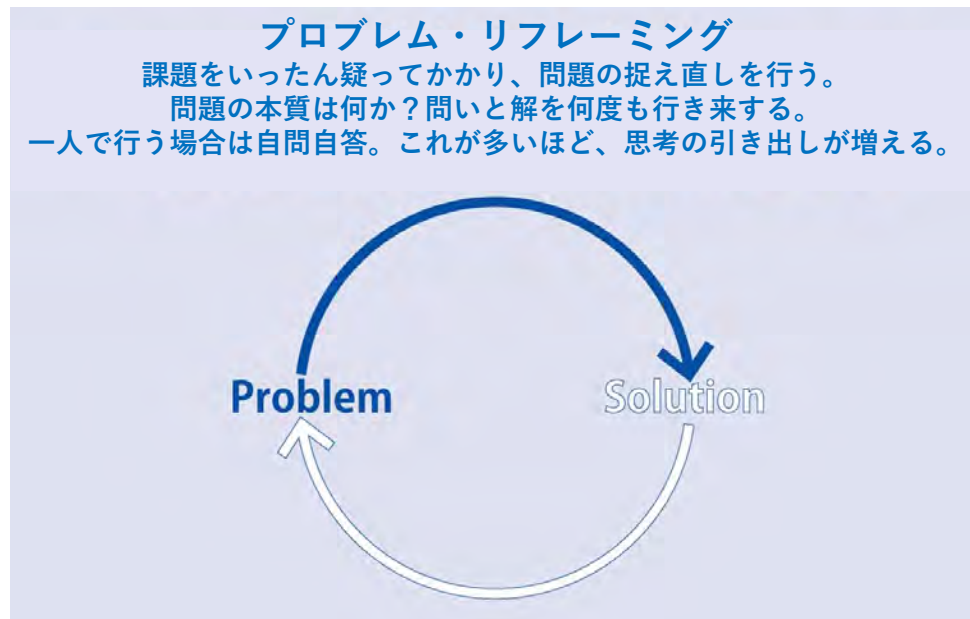 プロブレム・リフレーミング
課題をいったん疑ってかかり、問題の捉え直しを行う。
問題の本質は何か？問いと解を何度も行き来する。
一人で行う場合は自問自答。これが多いほど、思考の引き出しが増える。
Problem
Solution